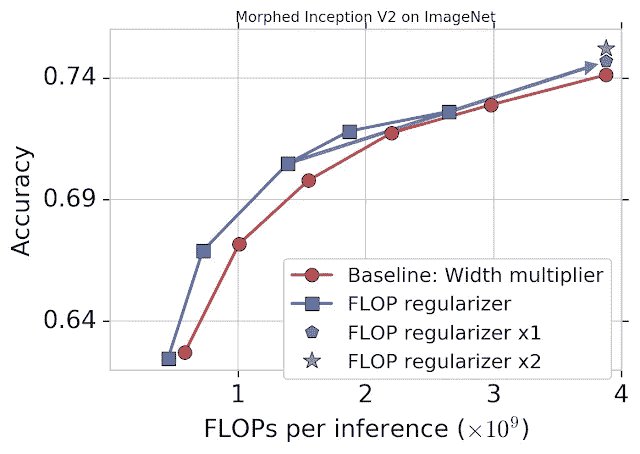 Morphed Inception V2 on ImageNet
0.74
0.69
0.64
Accuracy
Baseline: Width multiplier
FLOP regularizer
FLOP regularizer x1
FLOP regularizer x2
1 2 3 4
FLOPs per inference (×10⁹)